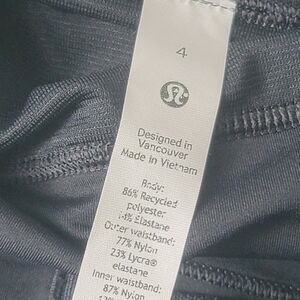 4
Designed in
Vancouver
Made in Vietnam
Body:
86% Recycled
polyester
14% Elastane
Outer waistband:
77% Nylon
23% Lycra®
elastane
Inner waistband:
87% Nylon